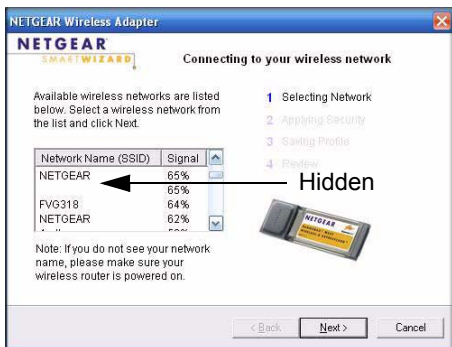 NETGEAR Wireless Adapter
NETGEAR
SMARTWIZARD
Connecting to your wireless network
Available wireless networks are listed
below. Select a wireless network from
the list and click Next.
1 Selecting Network
2 Applying Security
3 Saving Profile
4 Review
Network Name (SSID) Signal
NETGEAR 65%
65%
FVG318 64%
NETGEAR 62%
Hidden
NETGEAR
Note: If you do not see your network
name, please make sure your
wireless router is powered on.
< Back
Next >
Cancel